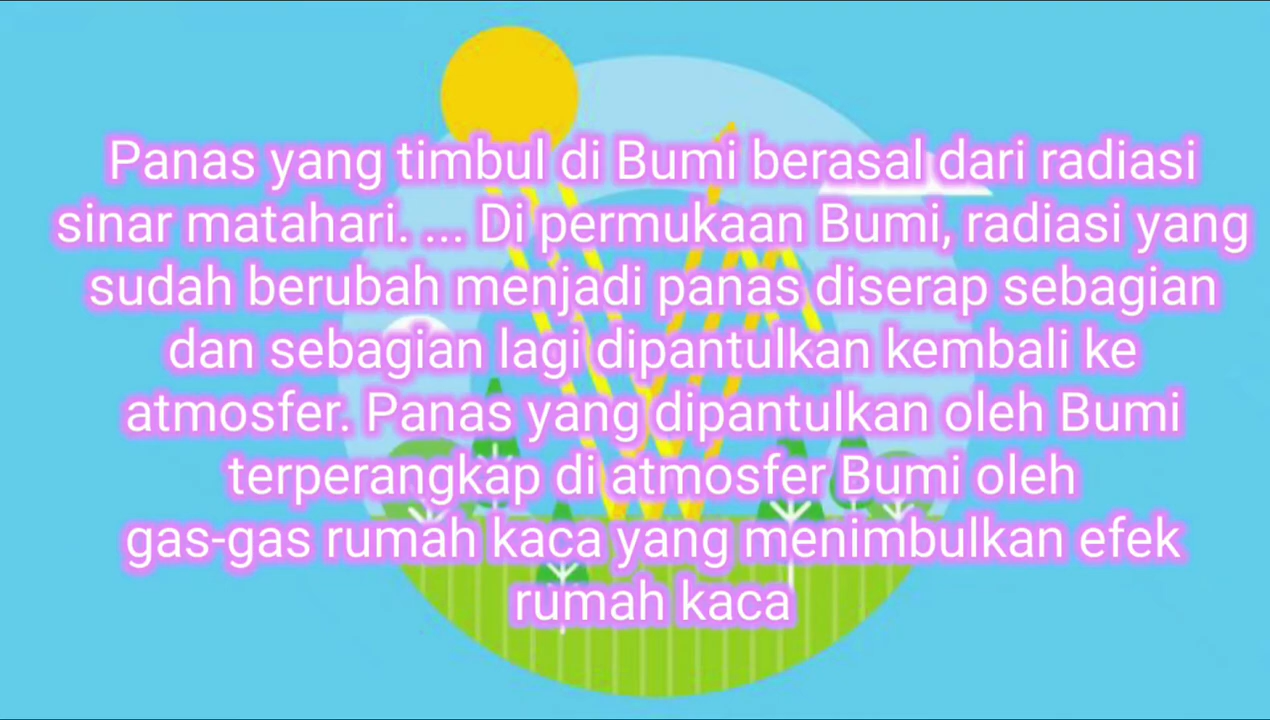 Panas yang timbul di Bumi berasal dari radiasi
sinar matahari. ... Di permukaan Bumi, radiasi yang
sudah berubah menjadi panas diserap sebagian
dan sebagian lagi dipantulkan kembali ke
atmosfer. Panas yang dipantulkan oleh Bumi
terperangkap di atmosfer Bumi oleh
gas-gas rumah kaca yang menimbulkan efek
rumah kaca